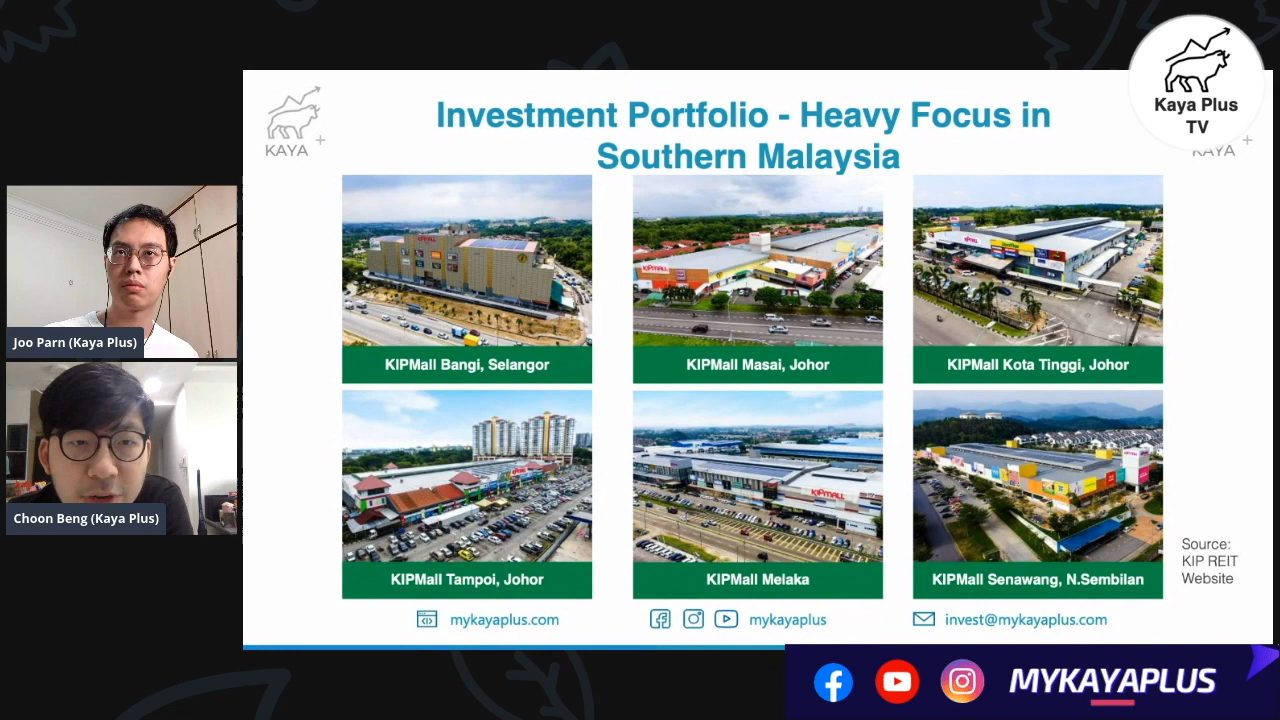 KAYA
Investment Portfolio - Heavy Focus in
Southern Malaysia
Kaya Plus
TV
KAYA
KIPMall Bangi, Selangor
KIPMall Masai, Johor
KIPMall Kota Tinggi, Johor
Joo Parn (Kaya Plus)
Choon Beng (Kaya Plus)
KIPMALL
KIPMALL
KIPMall Tampoi, Johor
KIPMall Melaka
KIPMall Senawang, N.Sembilan
Source:
KIP REIT
Website
mykayaplus.com
mykayaplus
invest@mykayaplus.com
MYKAYAPLUS